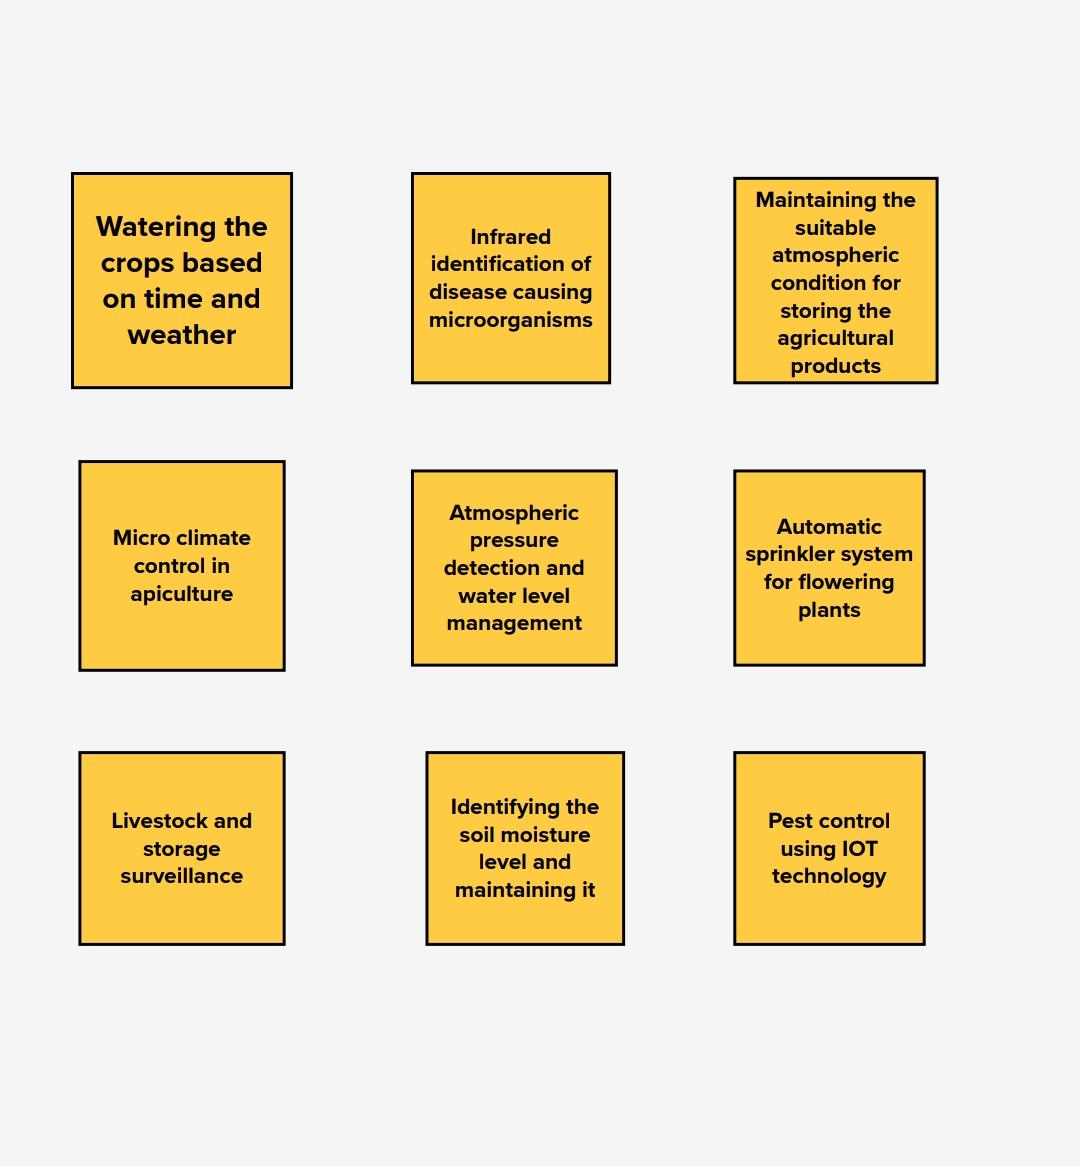 Watering the
crops based
on time and
weather
Infrared
identification of
disease causing
microorganisms
Maintaining the
suitable
atmospheric
condition for
storing the
agricultural
products
Micro climate
control in
apiculture
Atmospheric
pressure
detection and
water level
management
Automatic
sprinkler system
for flowering
plants
Livestock and
storage
surveillance
Identifying the
soil moisture
level and
maintaining it
Pest control
using IOT
technology